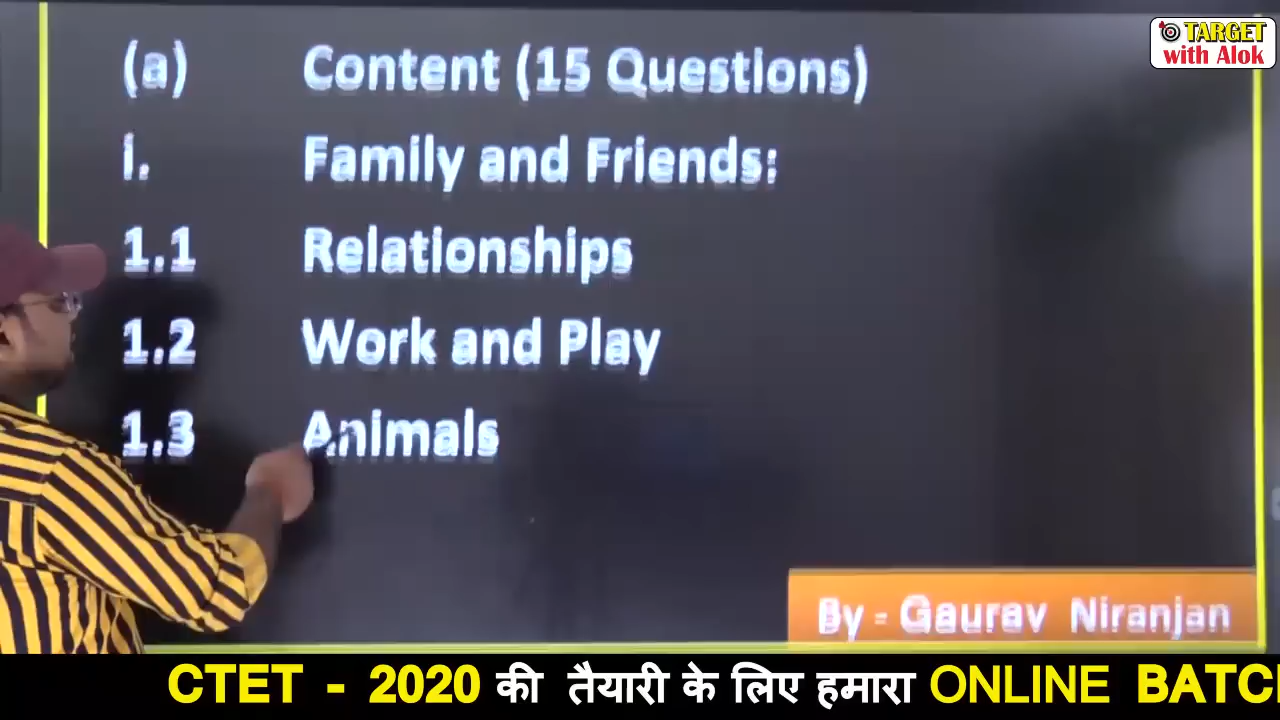 TARGET
with Alok
(a) Content (15 Questions)
i. Family and Friends:
1.1 Relationships
1.2 Work and Play
1.3 Animals
By - Gaurav Niranjan
CTET - 2020 की तैयारी के लिए हमारा ONLINE BATC